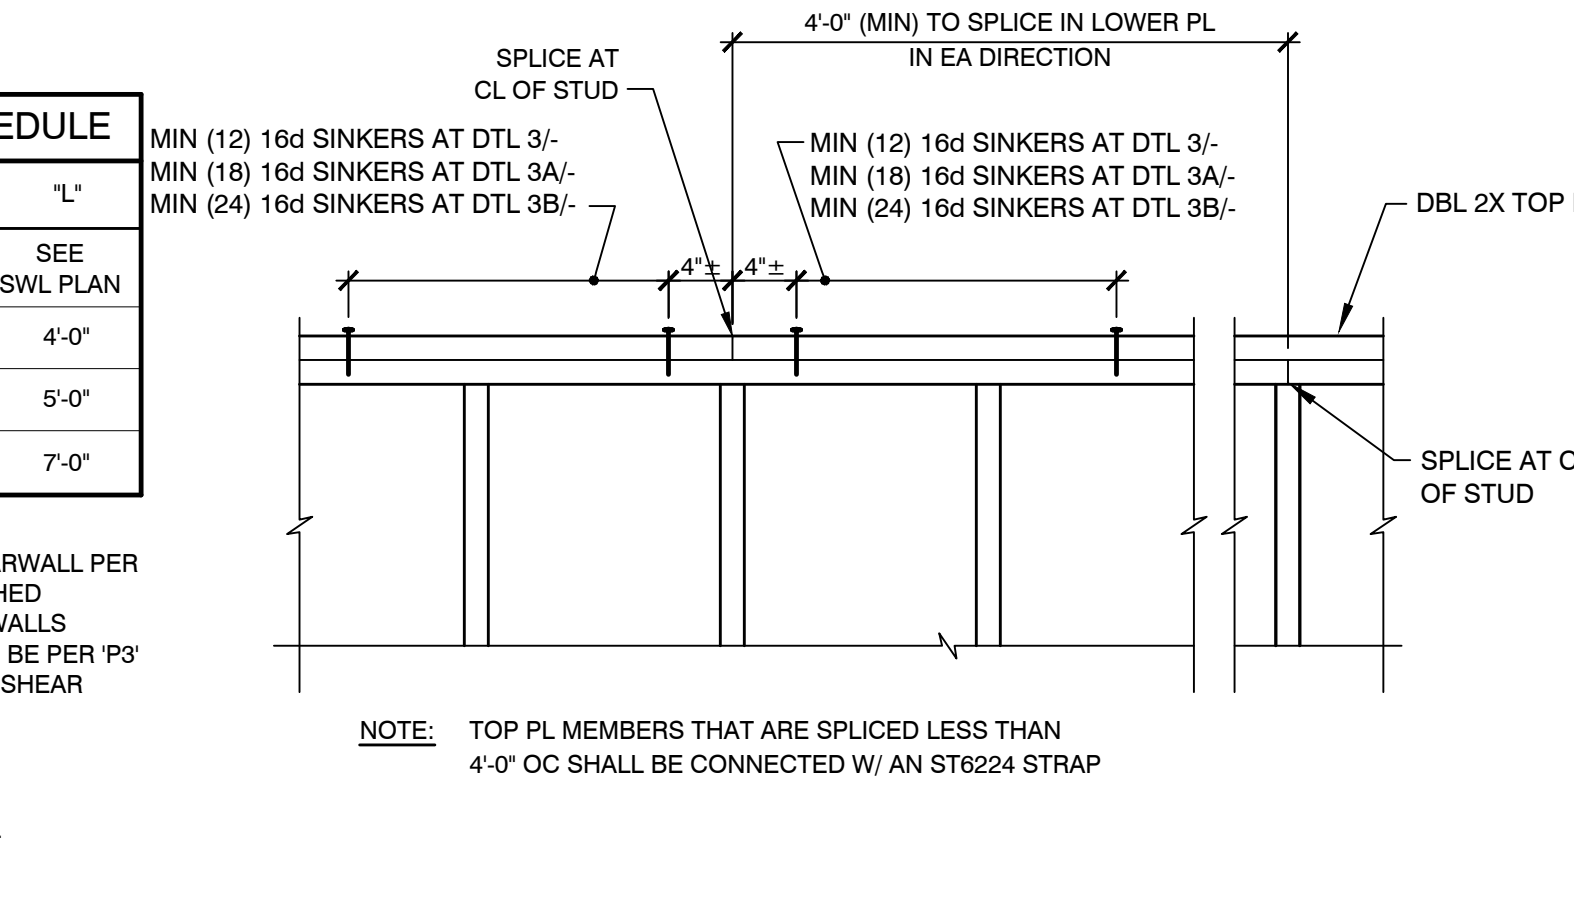 4'-0" (MIN) TO SPLICE IN LOWER PL
IN EA DIRECTION
SPLICE AT
CL OF STUD
EDULE
"L"
SEE
SWL PLAN
4'-0"
5'-0"
7'-0"
MIN (12) 16d SINKERS AT DTL 3/-
MIN (18) 16d SINKERS AT DTL 3A/-
MIN (24) 16d SINKERS AT DTL 3B/-
MIN (12) 16d SINKERS AT DTL 3/-
MIN (18) 16d SINKERS AT DTL 3A/-
MIN (24) 16d SINKERS AT DTL 3B/-
DBL 2X TOP
4"± 4"±
SPLICE AT
OF STUD
RWALL PER
HED
WALLS
BE PER 'P3'
SHEAR
NOTE: TOP PL MEMBERS THAT ARE SPLICED LESS THAN
4'-0" OC SHALL BE CONNECTED W/ AN ST6224 STRAP